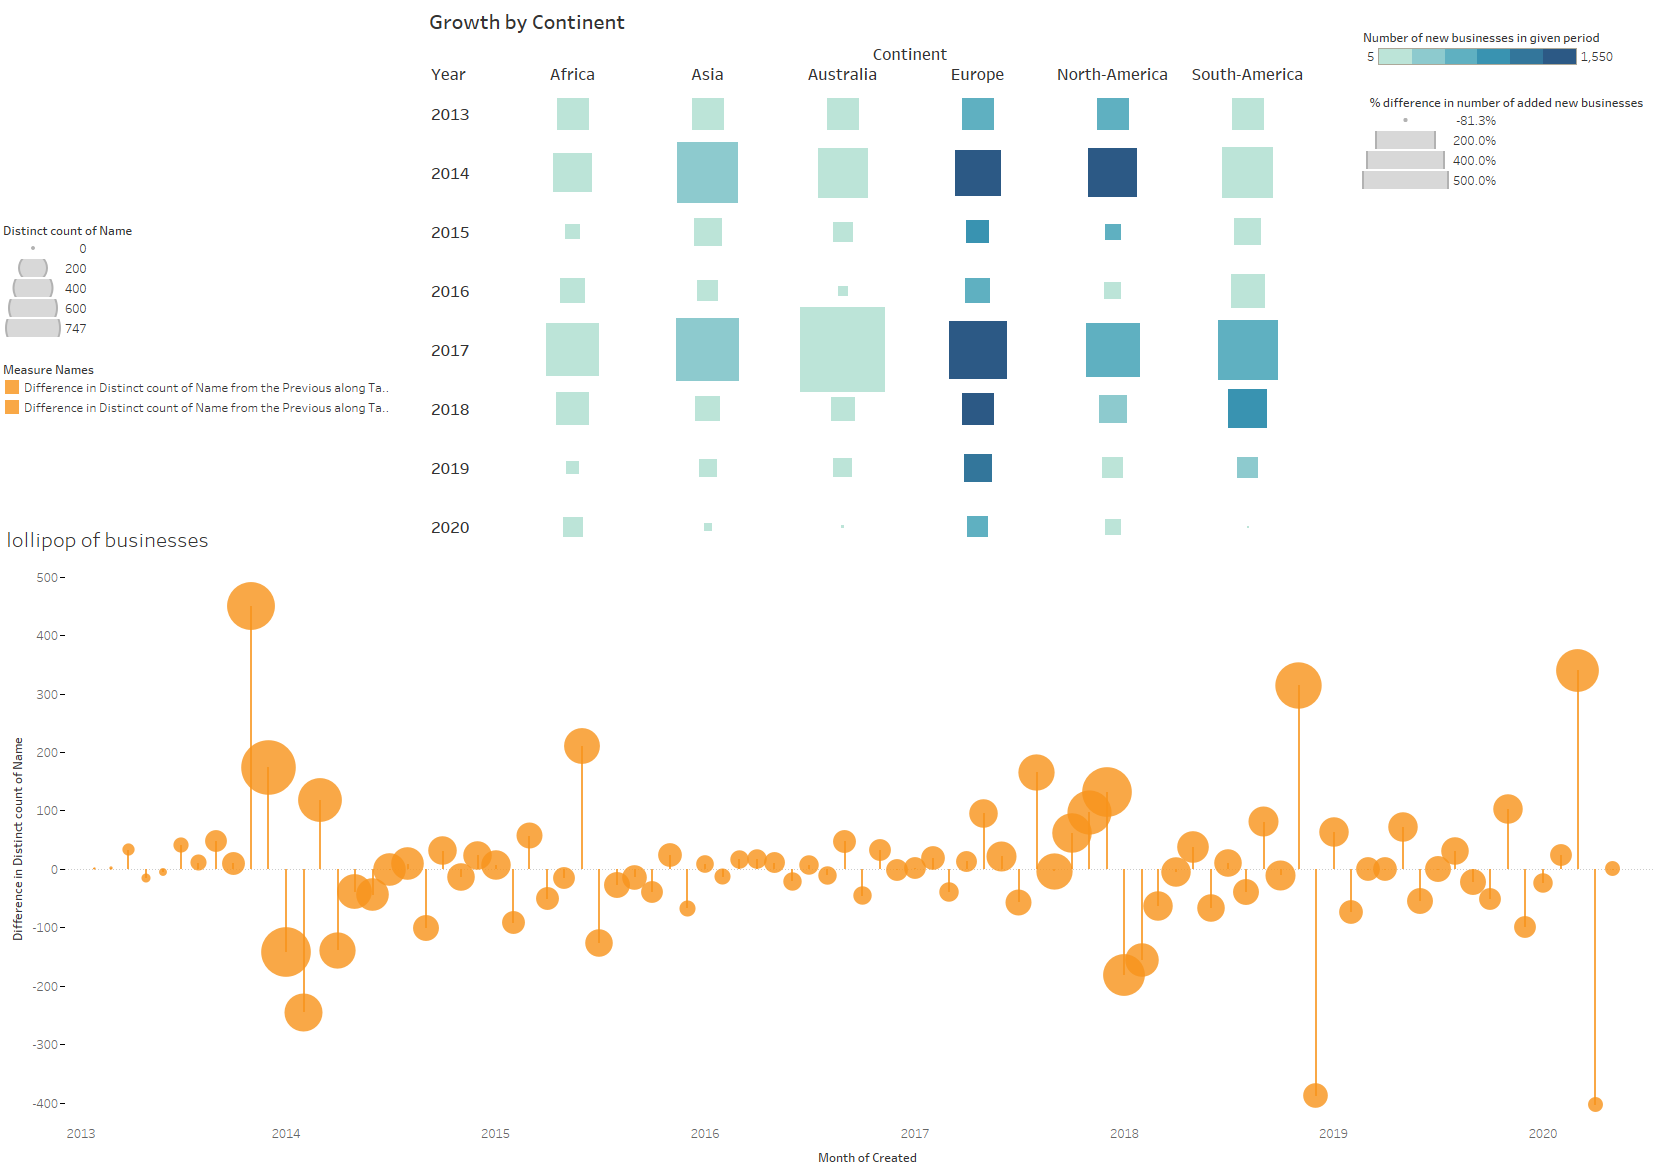 Growth by Continent
Continent
Year Africa Asia Australia Europe North-America South-America
2013
2014
2015
2016
2017
2018
2019
2020
Number of new businesses in given period
5 1,550
% difference in number of added new businesses
-81.3%
200.0%
400.0%
500.0%
Distinct count of Name
0
200
400
600
747
Measure Names
Difference in Distinct count of Name from the Previous along Ta..
Difference in Distinct count of Name from the Previous along Ta..
lollipop of businesses
Difference in Distinct count of Name
500
400
300
200
100
0
-100
-200
-300
-400
2013 2014 2015 2016 2017 2018 2019 2020
Month of Created